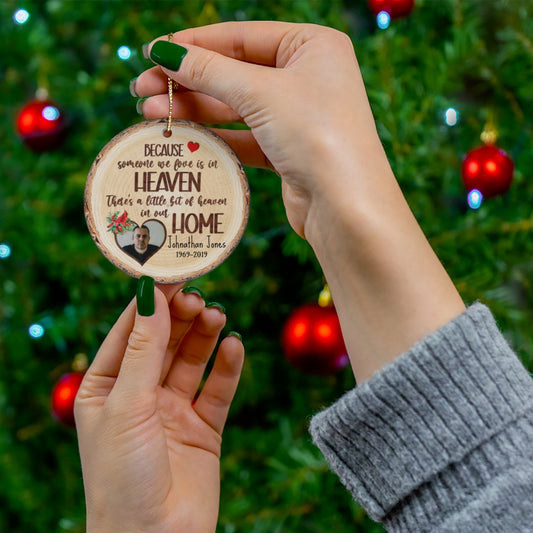 BECAUSE
someone we love is in
HEAVEN
There's a little bit of heaven
in our HOME
Johnathan Jones
1969-2019